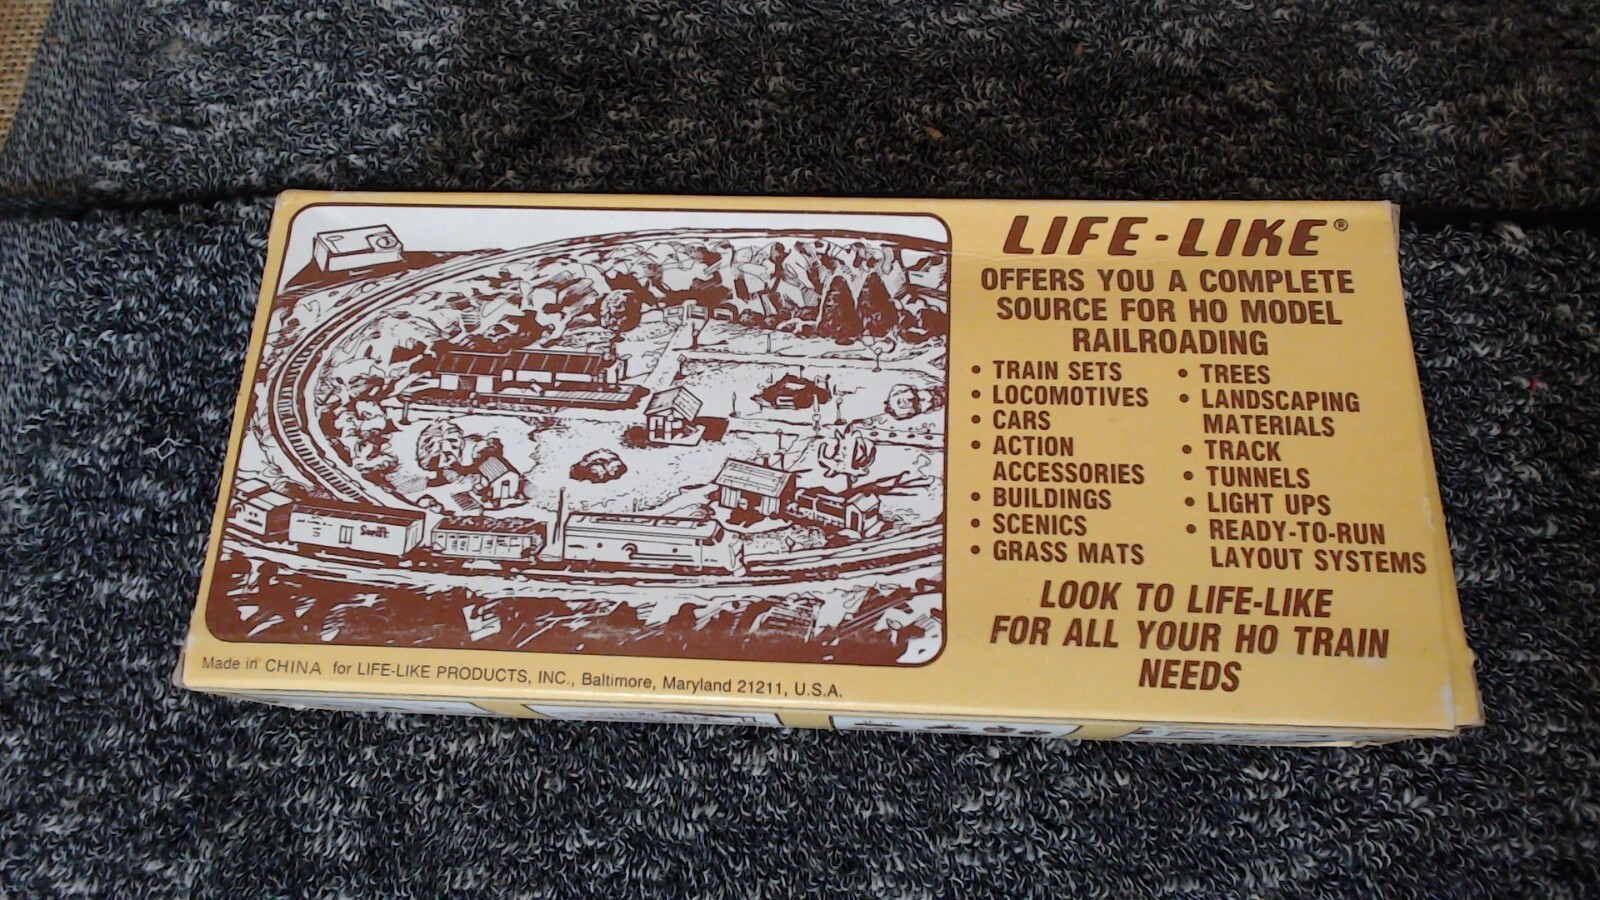 LIFE-LIKE®
OFFERS YOU A COMPLETE
SOURCE FOR HO MODEL
RAILROADING
• TRAIN SETS
• LOCOMOTIVES
• CARS
• ACTION
ACCESSORIES
• BUILDINGS
• SCENICS
• GRASS MATS
• TREES
• LANDSCAPING
MATERIALS
• TRACK
• TUNNELS
• LIGHT UPS
• READY-TO-RUN
LAYOUT SYSTEMS
LOOK TO LIFE-LIKE
FOR ALL YOUR HO TRAIN
NEEDS
Swift
Made in CHINA for LIFE-LIKE PRODUCTS, INC., Baltimore, Maryland 21211, U.S.A.